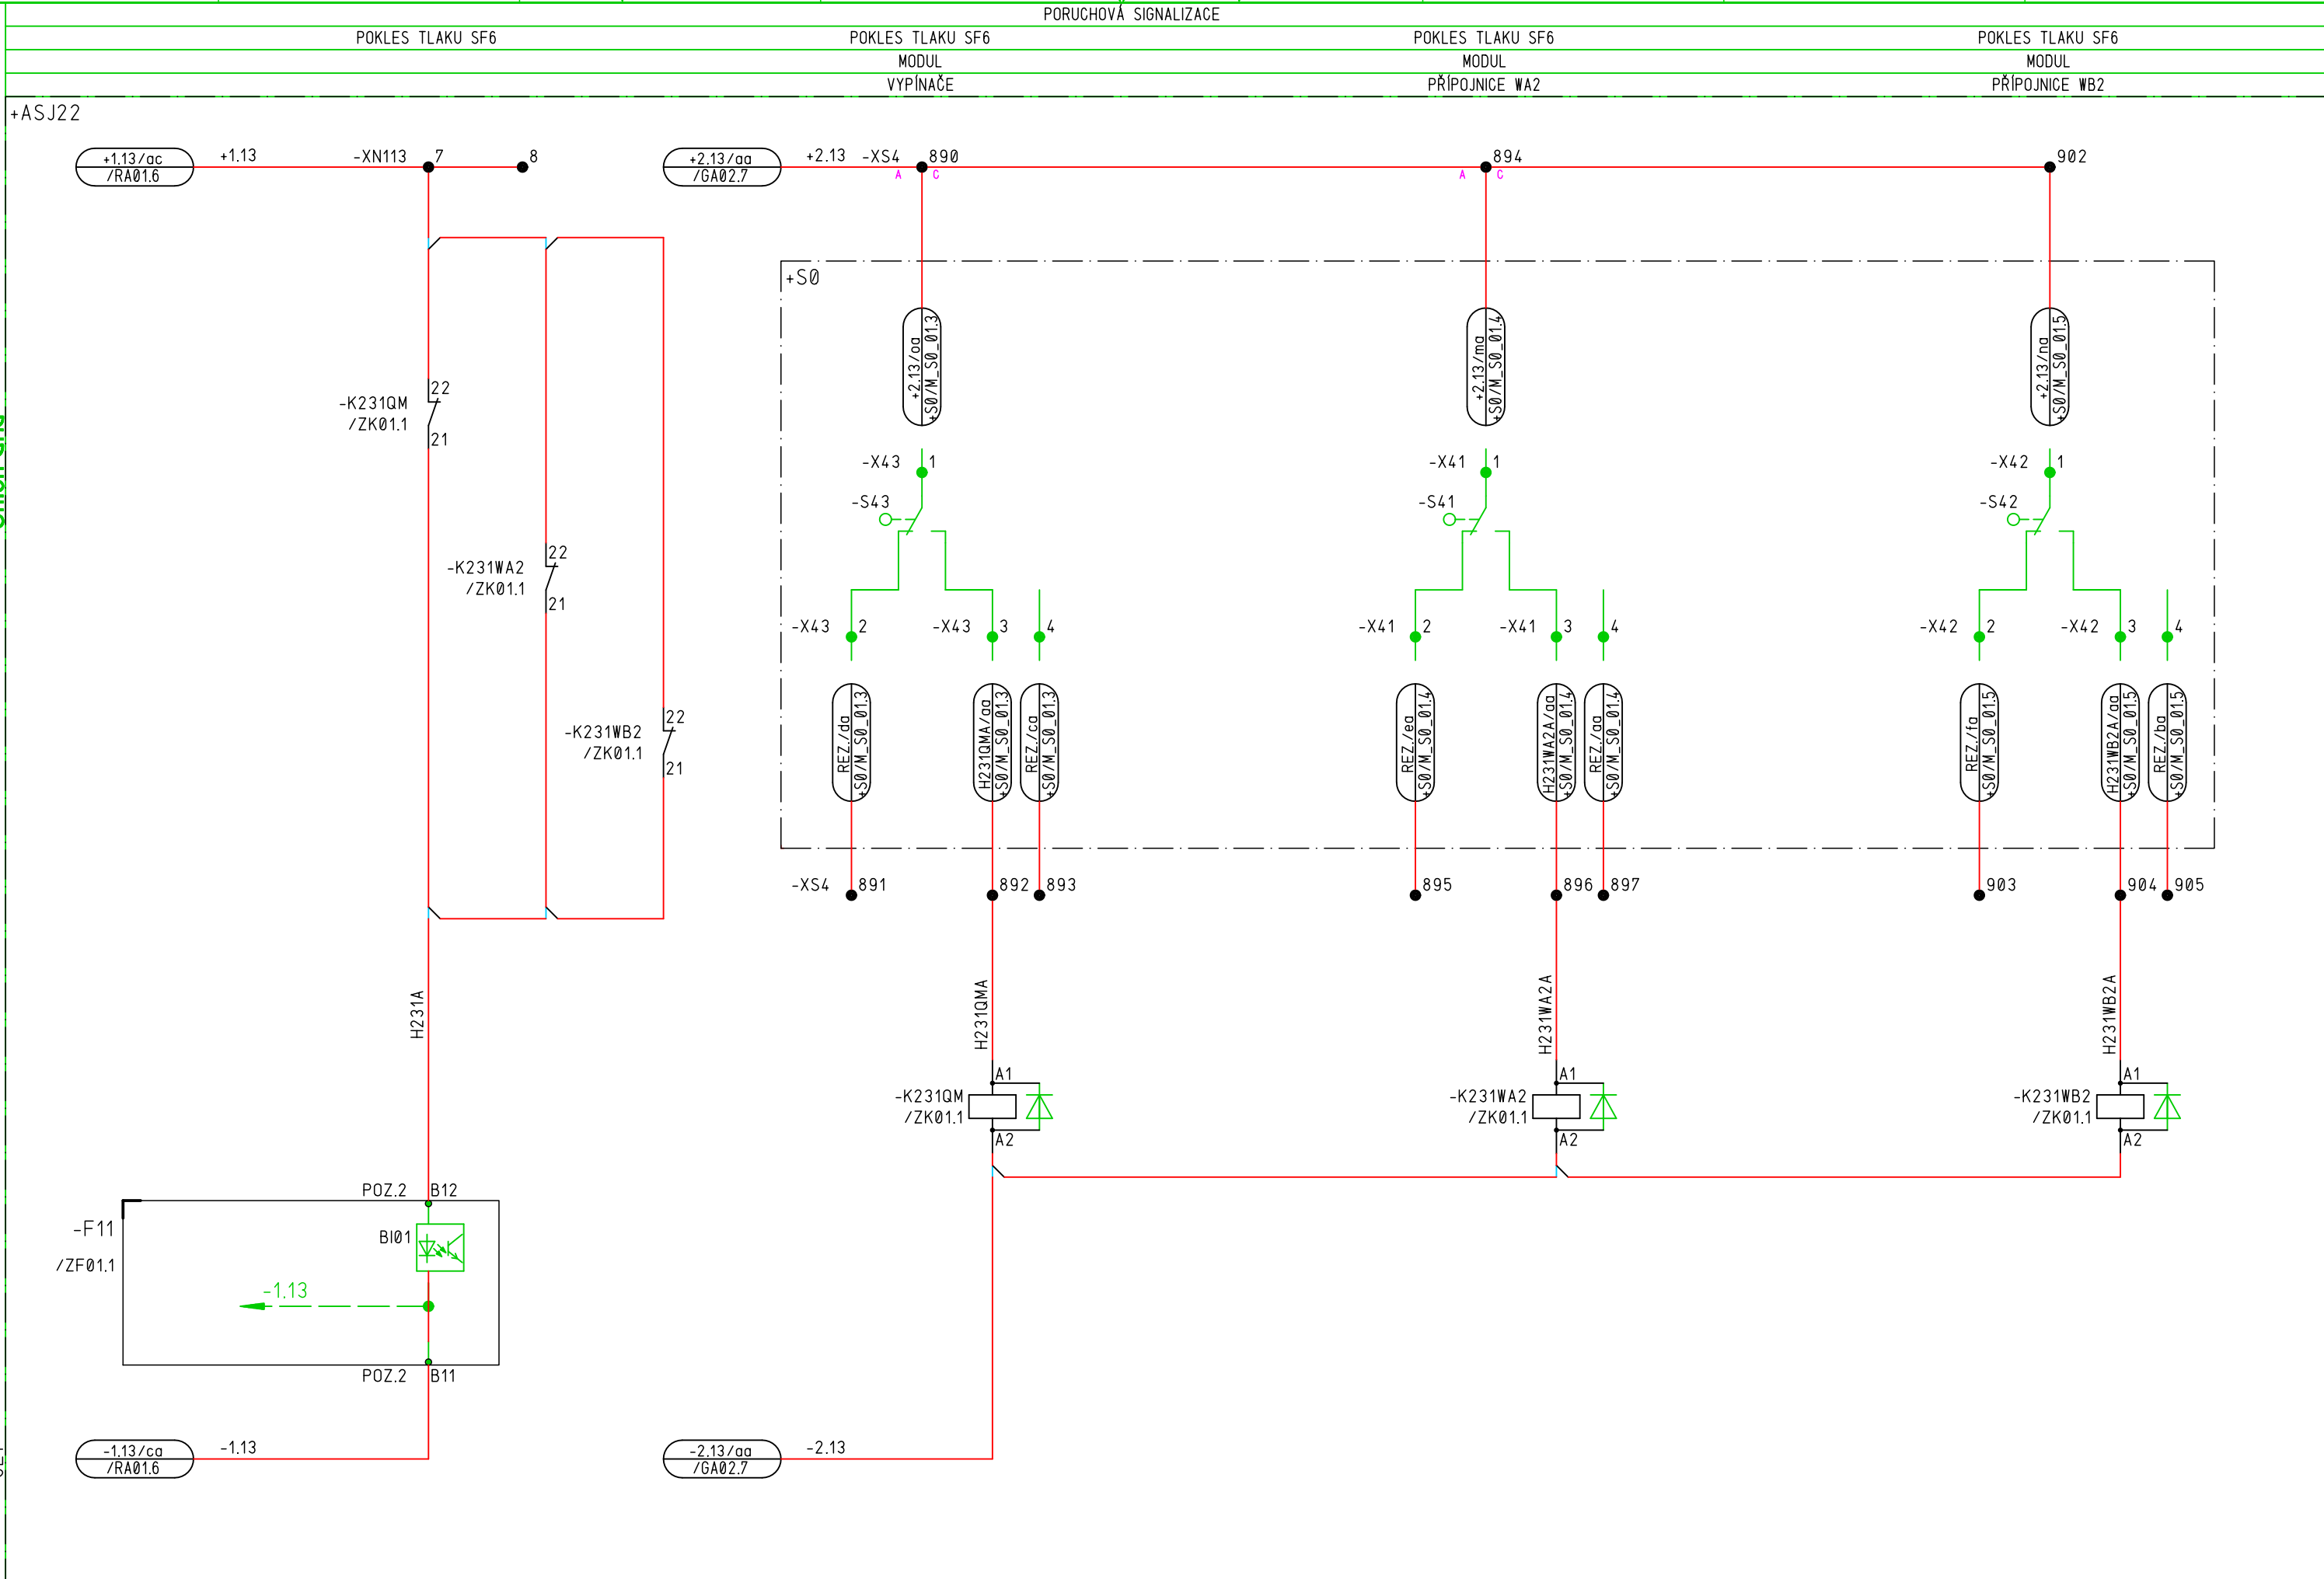 PORUCHOVÁ SIGNALIZACE
POKLES TLAKU SF6 POKLES TLAKU SF6 POKLES TLAKU SF6 POKLES TLAKU SF6
MODUL MODUL MODUL
VYPÍNAČE PŘÍPOJNICE WA2 PŘÍPOJNICE WB2
+ASJ22
+1.13/ac +1.13 -XN113 7 8 +2.13/aa +2.13 -XS4 890 894 902
/RA01.6 /GA02.7 A C A C
+S0
+2.13/oa +2.13/ma +2.13/na
+S0/M_S0_01.3 +S0/M_S0_01.4 +S0/M_S0_01.5
22
-K231QM
/ZK01.1
21
-X43 1 -X41 1 -X42 1
-S43 -S41 -S42
22
-K231WA2
/ZK01.1
21
-X43 2 -X43 3 4 -X41 2 -X41 3 4 -X42 2 -X42 3 4
22
-K231WB2
/ZK01.1
21
REZ./da H231QMA/aa REZ./ca REZ./ea H231WA2A/aa REZ./aa REZ./fa H231WB2A/aa REZ./ba
+S0/M_S0_01.3 +S0/M_S0_01.3 +S0/M_S0_01.3 +S0/M_S0_01.4 +S0/M_S0_01.4 +S0/M_S0_01.4 +S0/M_S0_01.5 +S0/M_S0_01.5 +S0/M_S0_01.5
-XS4 891 892 893 895 896 897 903 904 905
H231A H231QMA H231WA2A H231WB2A
A1 A1 A1
-K231QM -K231WA2 -K231WB2
/ZK01.1 /ZK01.1 /ZK01.1
A2 A2 A2
POZ.2 B12
-F11 BI01
/ZF01.1
-1.13
POZ.2 B11
-1.13/ca -1.13 -2.13/aa -2.13
/RA01.6 /GA02.7